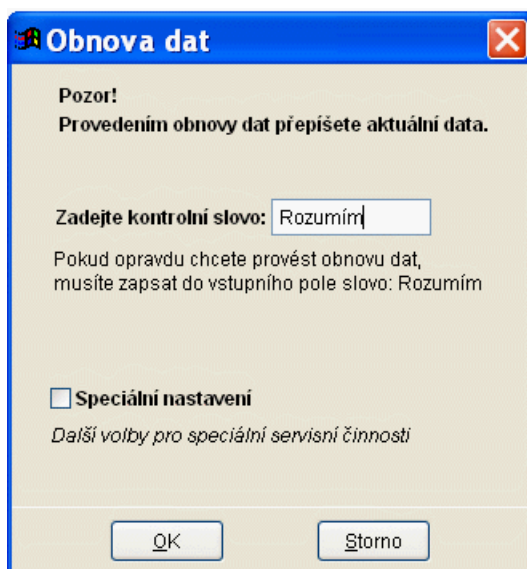 Obnova dat
Pozor!
Provedením obnovy dat přepíšete aktuální data.
Zadejte kontrolní slovo: Rozumím
Pokud opravdu chcete provést obnovu dat,
musíte zapsat do vstupního pole slovo: Rozumím
Speciální nastavení
Další volby pro speciální servisní činnosti
OK Storno